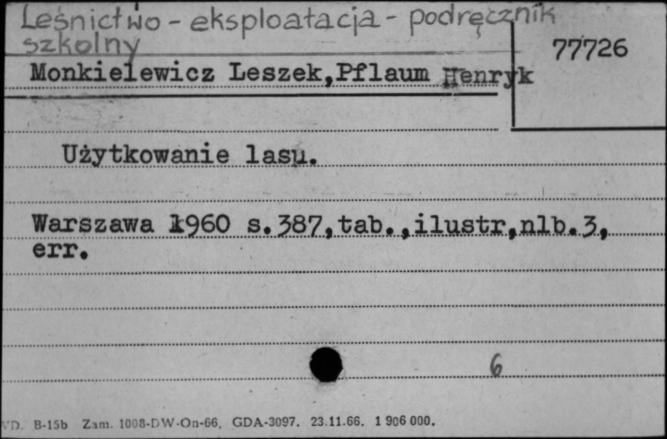 Leśnictwo - eksploatacja - podręcznik
szkolny
77726
Monkielewicz Leszek,Pflaum Henryk
Użytkowanie lasu.
Warszawa 1960 s.387,tab.,ilustr,nlb.3,
err.
6
VD. B-15b Zam. 1008-DW-On-66. GDA-3097. 23.11.66. 1 906 000.